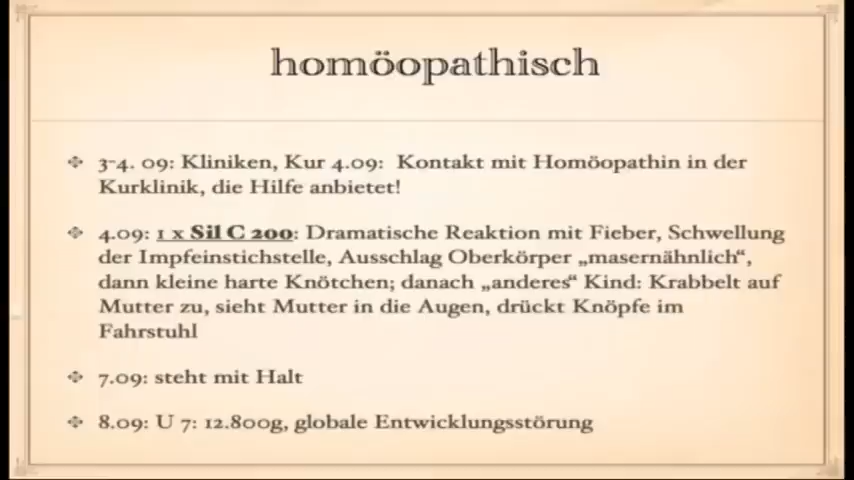 homöopathisch
3-4. 09: Kliniken, Kur 4.09: Kontakt mit Homöopathin in der
Kurklinik, die Hilfe anbietet!
4.09: 1 x Sil C 200: Dramatische Reaktion mit Fieber, Schwellung
der Impfeinstichstelle, Ausschlag Oberkörper „masernähnlich“,
dann kleine harte Knötchen; danach „anderes“ Kind: Krabbelt auf
Mutter zu, sieht Mutter in die Augen, drückt Knöpfe im
Fahrstuhl
7.09: steht mit Halt
8.09: U 7: 12.800g, globale Entwicklungsstörung